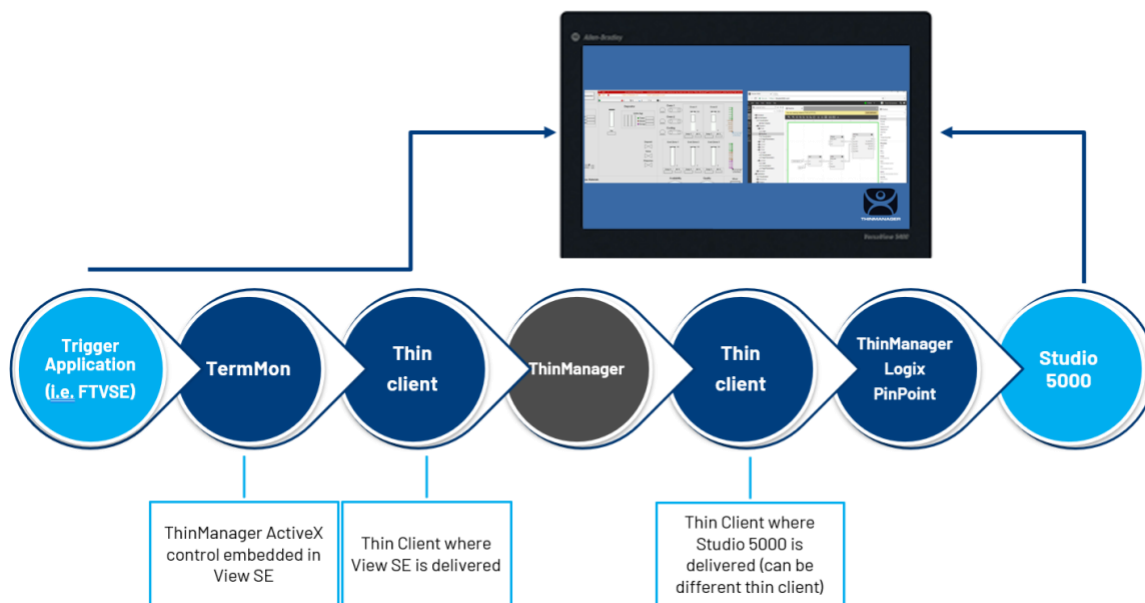 Allen-Bradley
THINMANAGER
VersaView 5400
Trigger
Application
(i.e. FTVSE)
TermMon
Thin
client
ThinManager
Thin
client
ThinManager
Logix
PinPoint
Studio
5000
ThinManager ActiveX
control embedded in
View SE
Thin Client where
View SE is delivered
Thin Client where
Studio 5000 is
delivered (can be
different thin client)